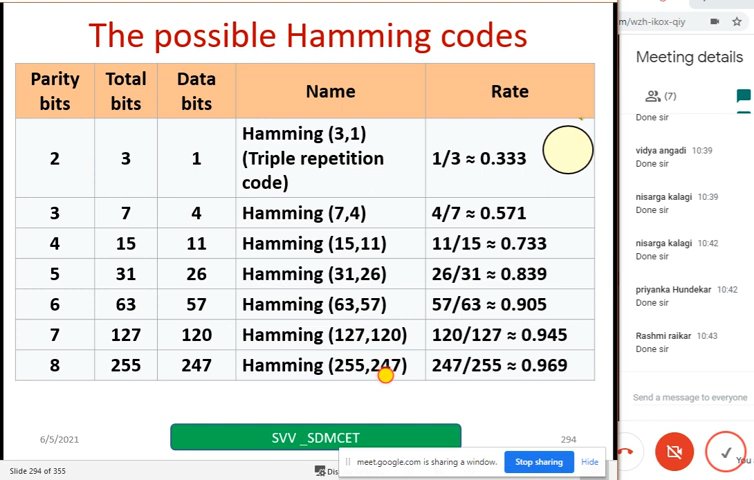 The possible Hamming codes
Parity bits Total bits Data bits Name Rate
2 3 1 Hamming (3,1) (Triple repetition code) 1/3 ≈ 0.333
3 7 4 Hamming (7,4) 4/7 ≈ 0.571
4 15 11 Hamming (15,11) 11/15 ≈ 0.733
5 31 26 Hamming (31,26) 26/31 ≈ 0.839
6 63 57 Hamming (63,57) 57/63 ≈ 0.905
7 127 120 Hamming (127,120) 120/127 ≈ 0.945
8 255 247 Hamming (255,247) 247/255 ≈ 0.969
6/5/2021
SVV _SDMCET
294
Slide 294 of 355
meet.google.com is sharing a window.
Stop sharing
Hide
m/wzh-ikox-qiy
Meeting details
(7)
Done sir
vidya angadi 10:39
Done sir
nisarga kalagi 10:39
Done sir
nisarga kalagi 10:42
Done sir
priyanka Hundekar 10:42
Done sir
Rashmi raikar 10:43
Done sir
Send a message to everyone
You